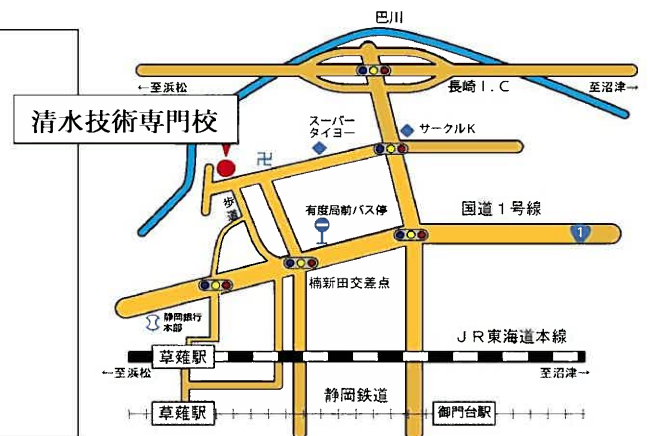 巴川
←至浜松
長崎I.C
至沼津→
清水技術専門校
スーパー
タイヨー
サークルK
卍
歩道
有度局前バス停
国道1号線
1
楠新田交差点
静岡銀行
本部
JR東海道本線
草薙駅
←至浜松
至沼津→
静岡鉄道
草薙駅
御門台駅